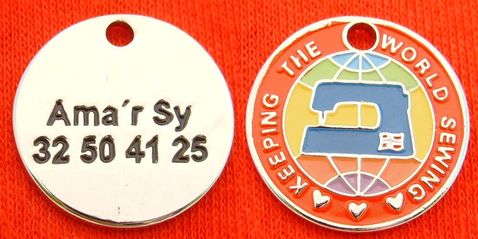 Ama´r Sy
32 50 41 25
KEEPING THE WORLD SEWING